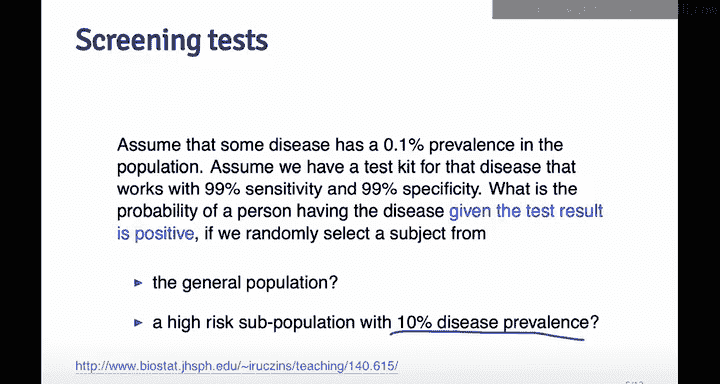 Screening tests
Assume that some disease has a 0.1% prevalence in the
population. Assume we have a test kit for that disease that
works with 99% sensitivity and 99% specificity. What is the
probability of a person having the disease given the test result
is positive, if we randomly select a subject from
▶ the general population?
▶ a high risk sub-population with 10% disease prevalence?
http://www.biostat.jhsph.edu/~iruczins/teaching/140.615/